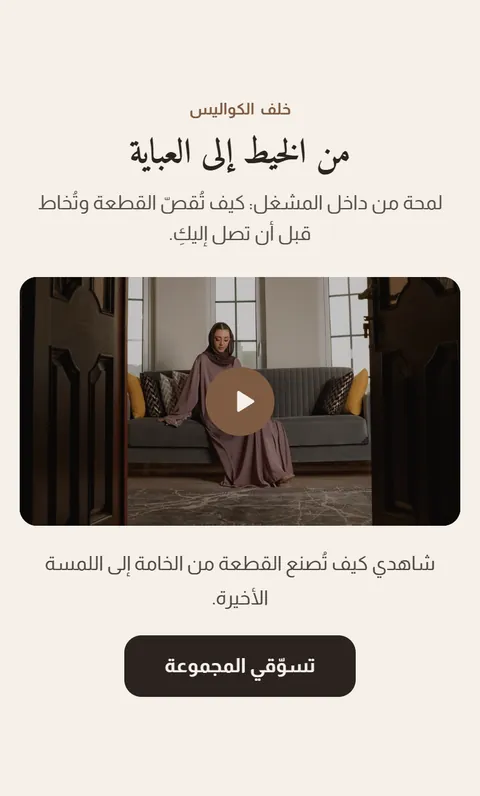 خلف الكواليس
من الخيط إلى العباية
لمحة من داخل المشغل: كيف تُقصّ القطعة وتُخاط
قبل أن تصل إليكِ.
شاهدي كيف تُصنع القطعة من الخامة إلى اللمسة
الأخيرة.
تسوّقي المجموعة